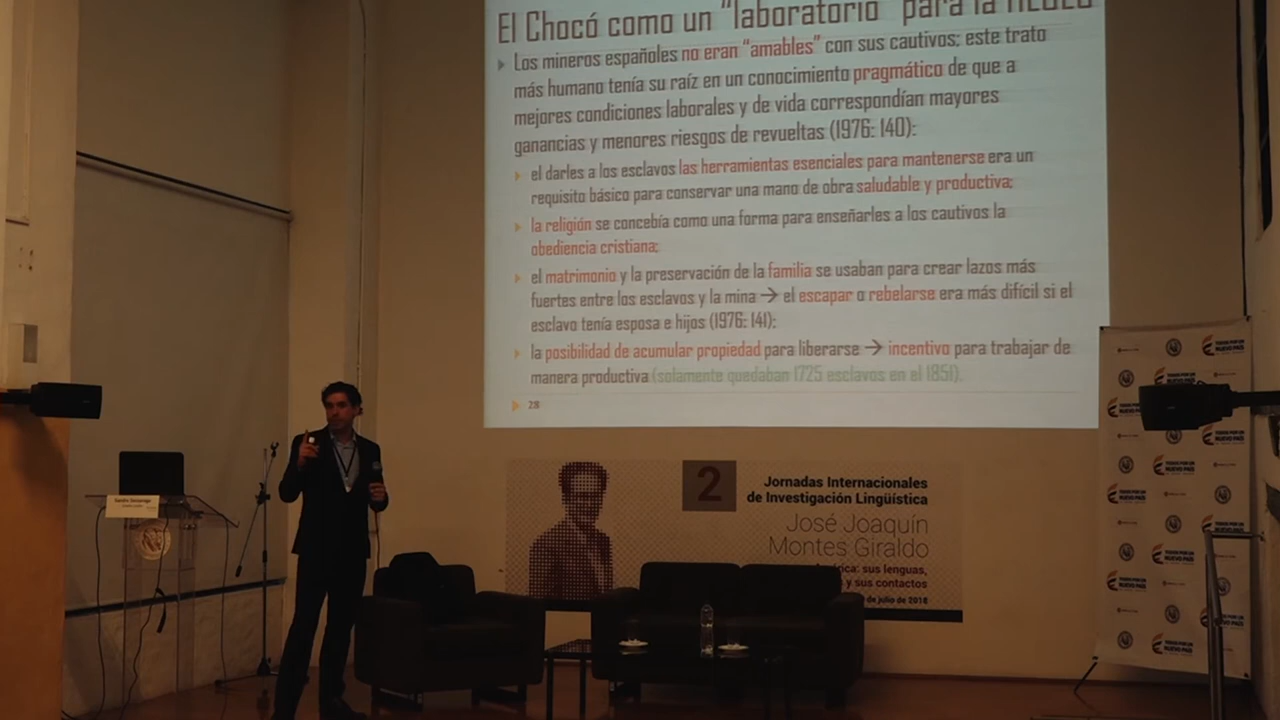 El Chocó como un "laboratorio" para la
Los mineros españoles no eran "amables" con sus cautivos; este trato
más humano tenía su raíz en un conocimiento pragmático de que a
mejores condiciones laborales y de vida correspondían mayores
ganancias y menores riesgos de revueltas (1976: 140):
el darles a los esclavos las herramientas esenciales para mantenerse era un
requisito básico para conservar una mano de obra saludable y productiva;
la religión se concebía como una forma para enseñarles a los cautivos la
obediencia cristiana;
el matrimonio y la preservación de la familia se usaban para crear lazos más
fuertes entre los esclavos y la mina → el escapar o rebelarse era más difícil si el
esclavo tenía esposa e hijos (1976: 141);
la posibilidad de acumular propiedad para liberarse → incentivo para trabajar de
manera productiva (solamente quedaban 1725 esclavos en el 1851).
28
2
Jornadas Internacionales
de Investigación Lingüística
José Joaquín
Montes Giraldo
sus lenguas,
y sus contactos
de julio de 2018
TODOS POR UN
NUEVO PAÍS